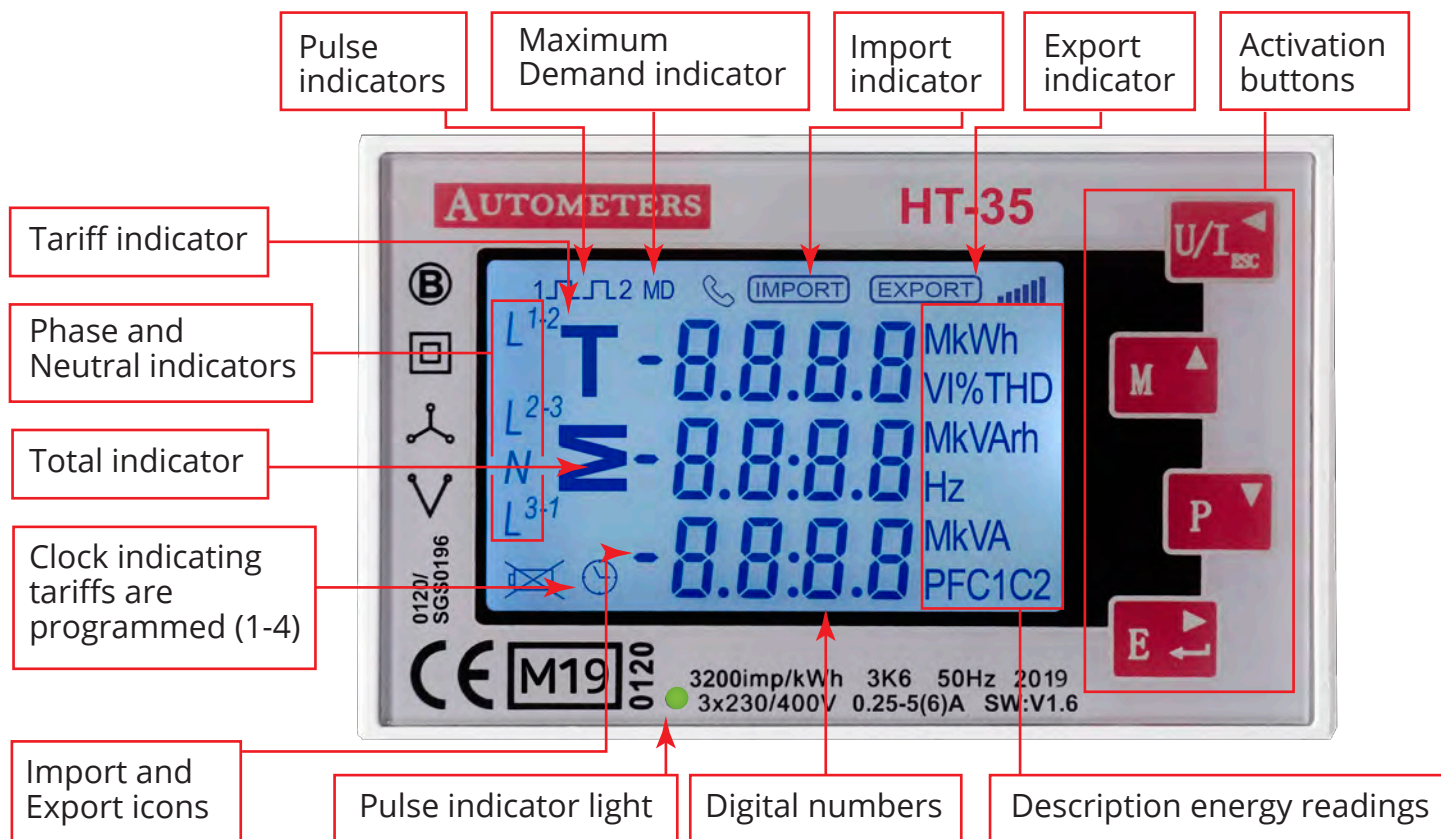 Pulse
indicators
Maximum
Demand indicator
Import
indicator
Export
indicator
Activation
buttons
AUTOMETERS
HT-35
U/I ESC
Tariff indicator
B
1 2 MD IMPORT EXPORT
L1-2
T
-8.8.8.8
MkWh
VI%THD
M
Phase and
Neutral indicators
L2-3
N
L3-1
Total indicator
Σ
-8.8:8.8
MkVArh
Hz
P
Clock indicating
tariffs are
programmed (1-4)
0120/
SGS0196
-8.8:8.8
MkVA
PFC1C2
E
CE M19 0120
3200imp/kWh 3K6 50Hz 2019
3x230/400V 0.25-5(6)A SW:V1.6
Import and
Export icons
Pulse indicator light
Digital numbers
Description energy readings